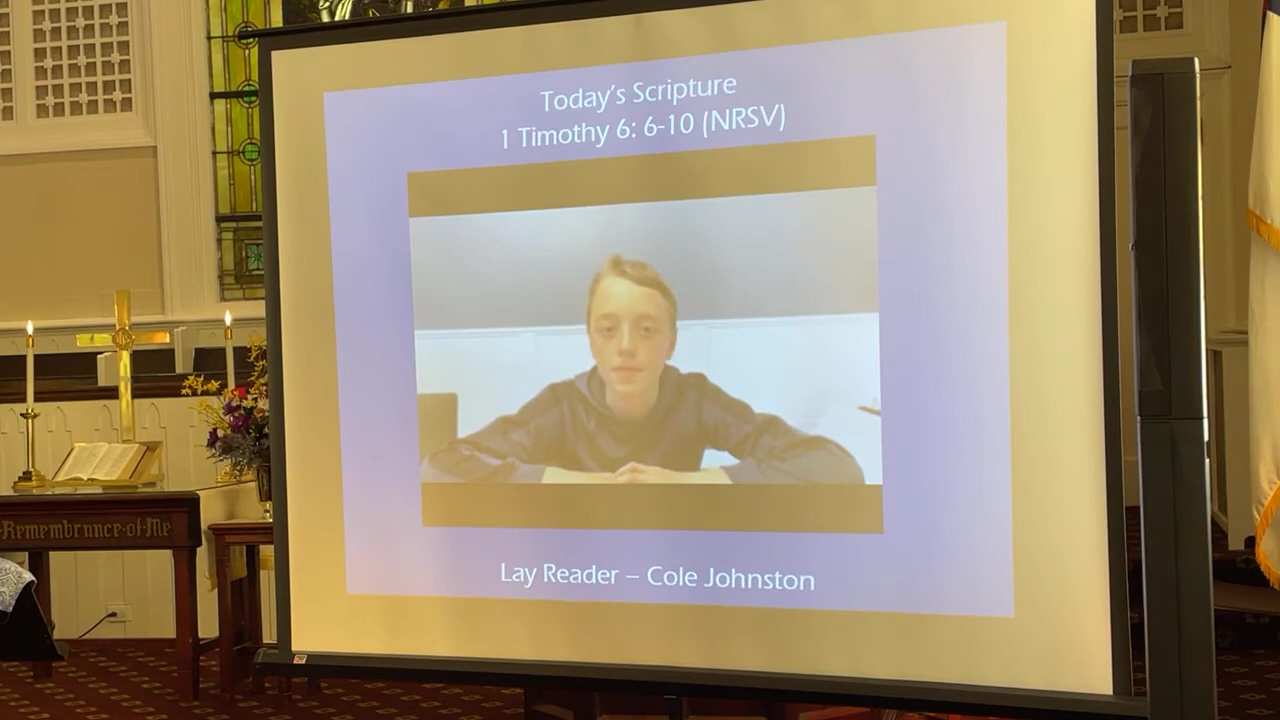 Today's Scripture
1 Timothy 6: 6-10 (NRSV)
Lay Reader – Cole Johnston
Remembrance·of·Me